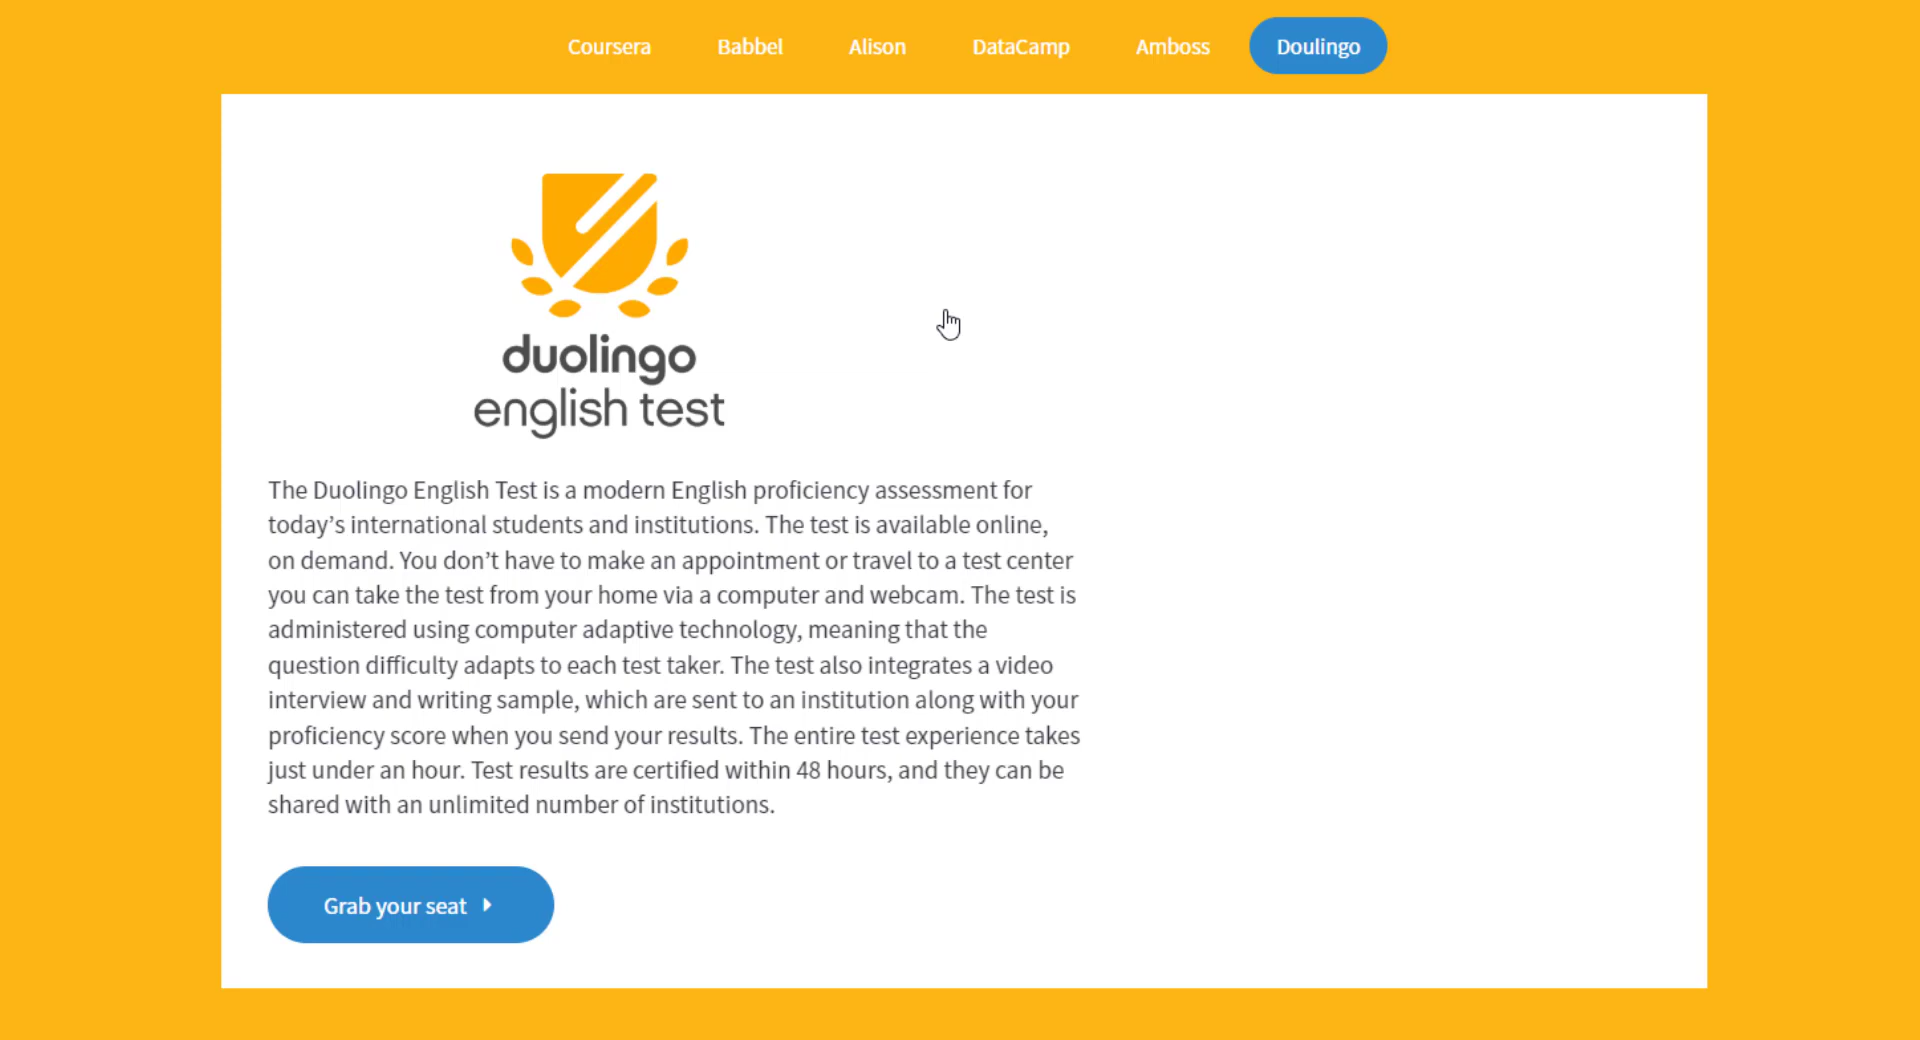 Coursera Babbel Alison DataCamp Amboss Doulingo
duolingo
english test
The Duolingo English Test is a modern English proficiency assessment for
today’s international students and institutions. The test is available online,
on demand. You don’t have to make an appointment or travel to a test center
you can take the test from your home via a computer and webcam. The test is
administered using computer adaptive technology, meaning that the
question difficulty adapts to each test taker. The test also integrates a video
interview and writing sample, which are sent to an institution along with your
proficiency score when you send your results. The entire test experience takes
just under an hour. Test results are certified within 48 hours, and they can be
shared with an unlimited number of institutions.
Grab your seat